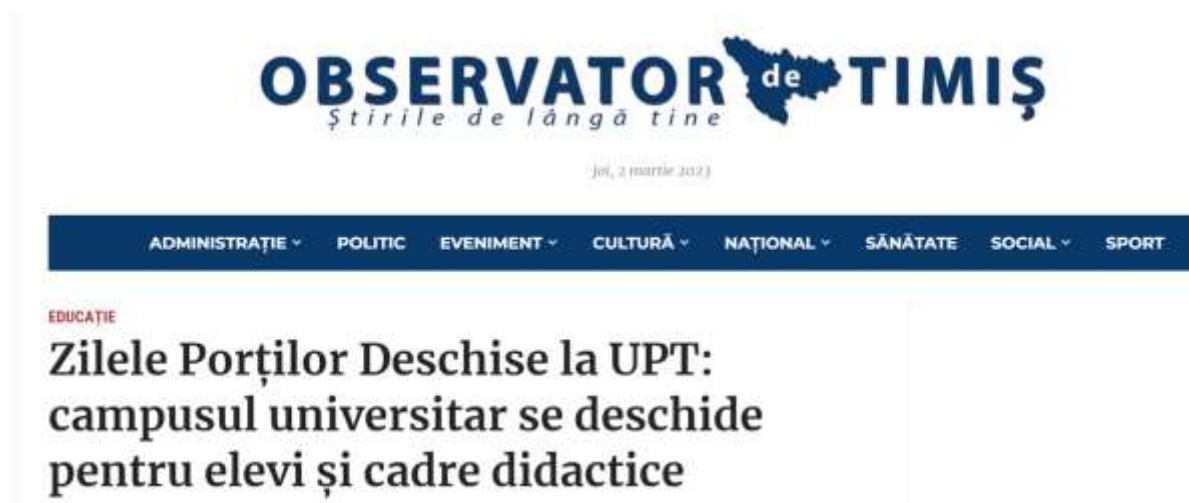 OBSERVATOR de TIMIȘ
Știrile de lângă tine
joi, 2 martie 2023
ADMINISTRAȚIE POLITIC EVENIMENT CULTURĂ NAȚIONAL SĂNĂTATE SOCIAL SPORT
EDUCAȚIE
Zilele Porților Deschise la UPT:
campusul universitar se deschide
pentru elevi și cadre didactice